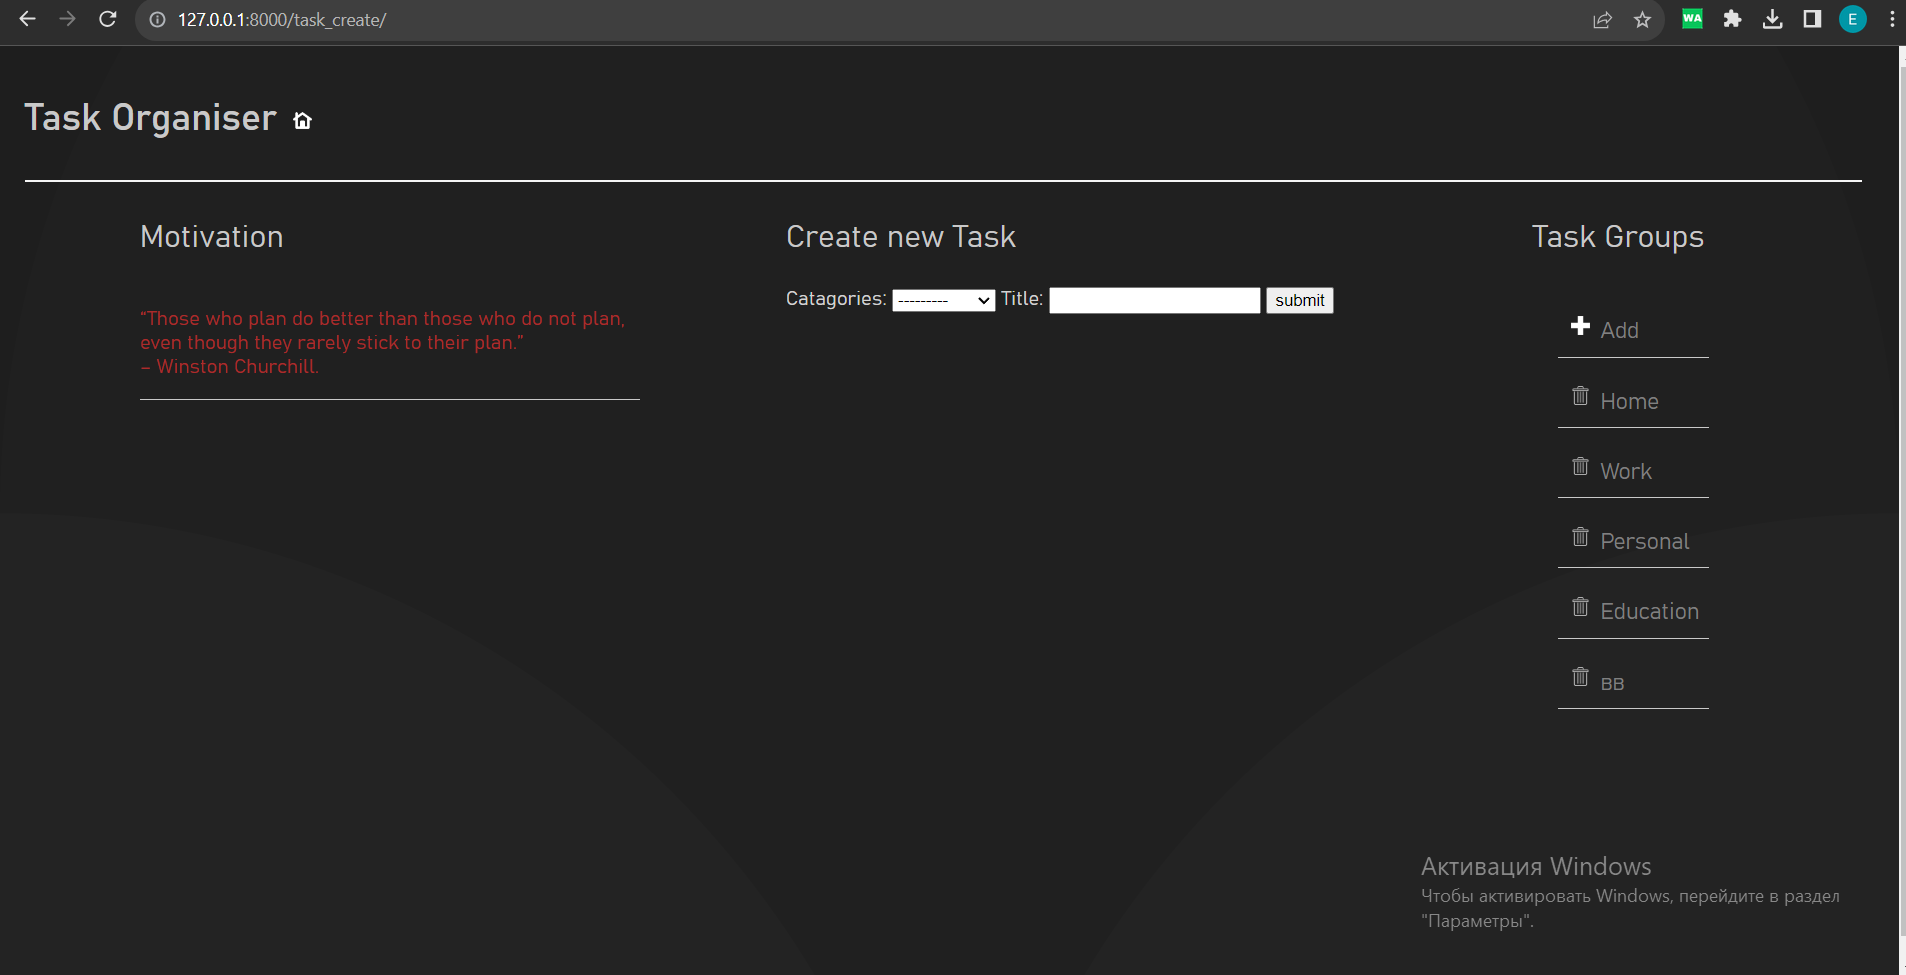 127.0.0.1:8000/task_create/
WA
E
Task Organiser
Motivation
"Those who plan do better than those who do not plan,
even though they rarely stick to their plan."
– Winston Churchill.
Create new Task
Catagories: --------- Title: submit
Task Groups
Add
Home
Work
Personal
Education
вв
Активация Windows
Чтобы активировать Windows, перейдите в раздел
"Параметры".